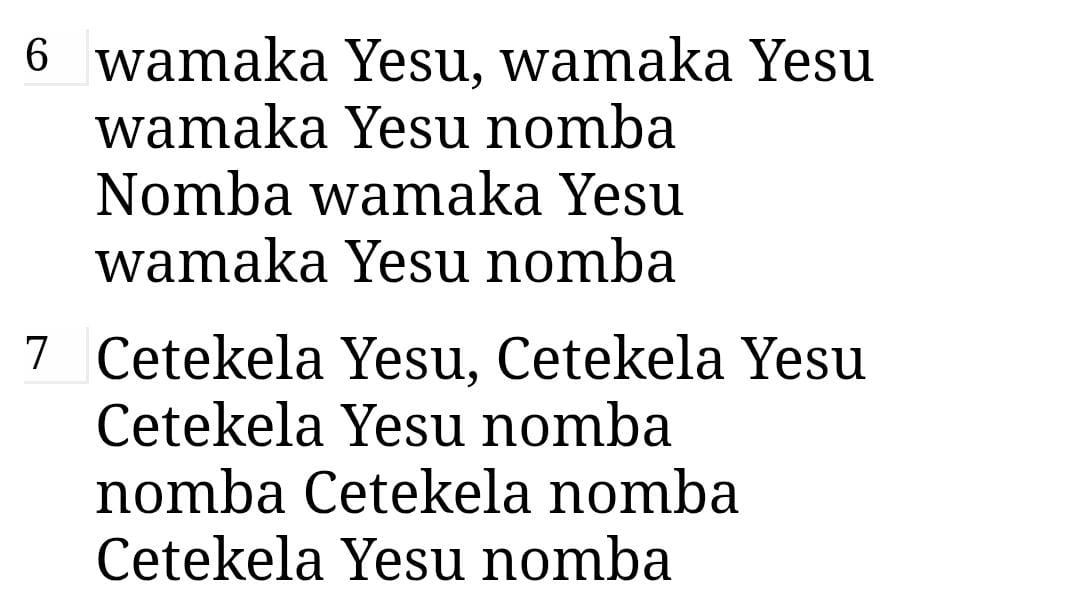 6 wamaka Yesu, wamaka Yesu
wamaka Yesu nomba
Nomba wamaka Yesu
wamaka Yesu nomba
7 Cetekela Yesu, Cetekela Yesu
Cetekela Yesu nomba
nomba Cetekela nomba
Cetekela Yesu nomba